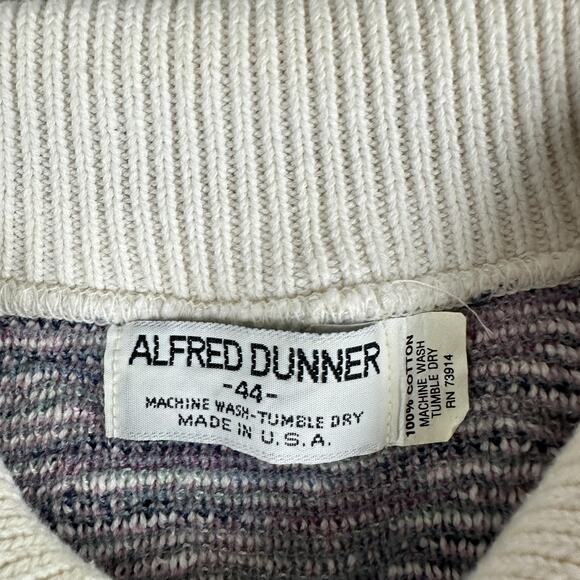 ALFRED DUNNER
-44-
MACHINE WASH-TUMBLE DRY
MADE IN U.S.A.
100% COTTON
MACHINE WASH
TUMBLE DRY
RN 73914